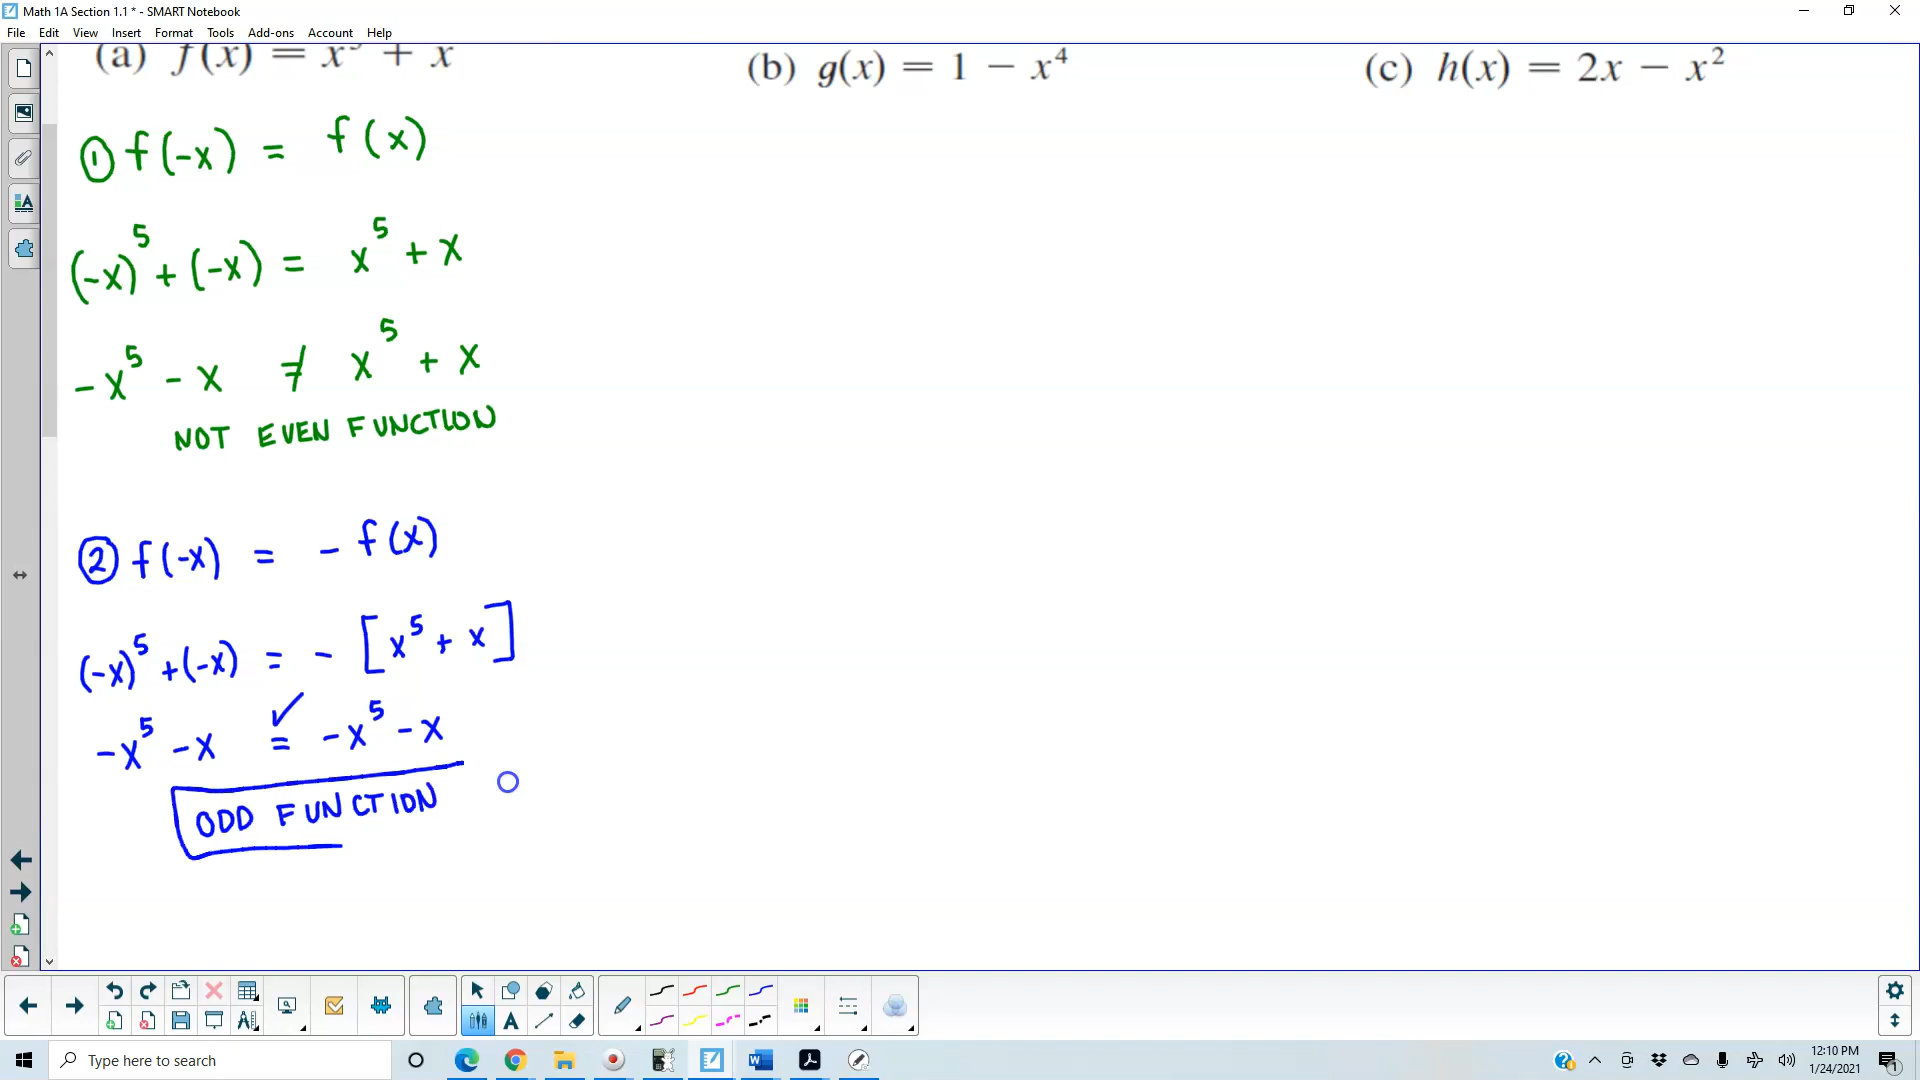 Math 1A Section 1.1 * - SMART Notebook
File Edit View Insert Format Tools Add-ons Account Help
(a) f(x) = x⁵ + x
(b) g(x) = 1 − x⁴
(c) h(x) = 2x − x²
① f(-x) = f(x)
(-x)⁵ + (-x) = x⁵ + x
-x⁵ - x ≠ x⁵ + x
NOT EVEN FUNCTION
② f(-x) = - f(x)
(-x)⁵ + (-x) = - [x⁵ + x]
✓
-x⁵ - x = -x⁵ - x
ODD FUNCTION
Type here to search
12:10 PM
1/24/2021